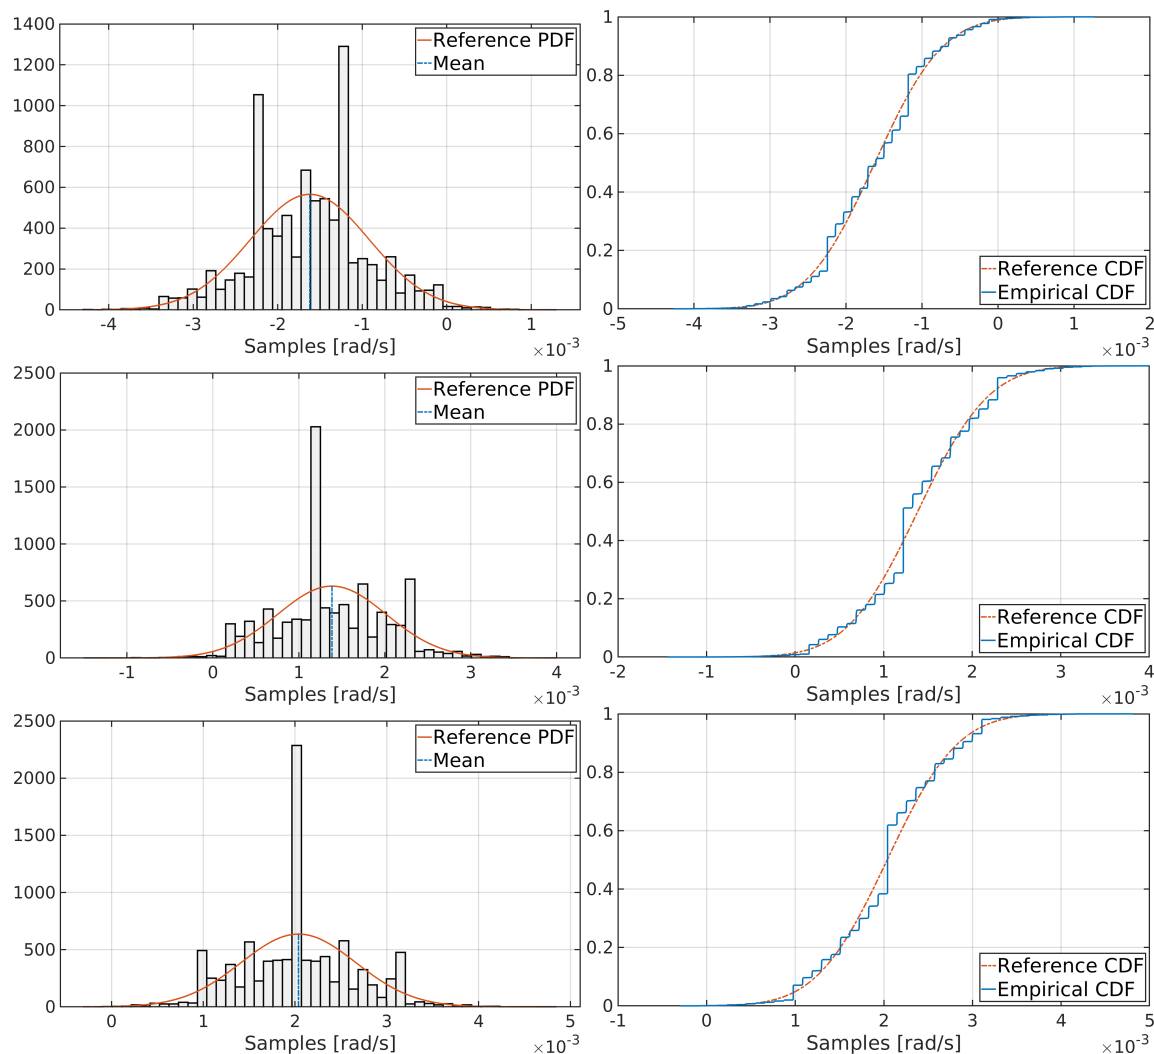 1400
1200
1000
800
600
400
200
0
-4 -3 -2 -1 0 1
Samples [rad/s]
×10-3
Reference PDF
Mean
1
0.8
0.6
0.4
0.2
0
-5 -4 -3 -2 -1 0 1 2
Samples [rad/s]
×10-3
Reference CDF
Empirical CDF
2500
2000
1500
1000
500
0
-1 0 1 2 3 4
Samples [rad/s]
×10-3
Reference PDF
Mean
1
0.8
0.6
0.4
0.2
0
-2 -1 0 1 2 3 4
Samples [rad/s]
×10-3
Reference CDF
Empirical CDF
2500
2000
1500
1000
500
0
0 1 2 3 4 5
Samples [rad/s]
×10-3
Reference PDF
Mean
1
0.8
0.6
0.4
0.2
0
-1 0 1 2 3 4 5
Samples [rad/s]
×10-3
Reference CDF
Empirical CDF